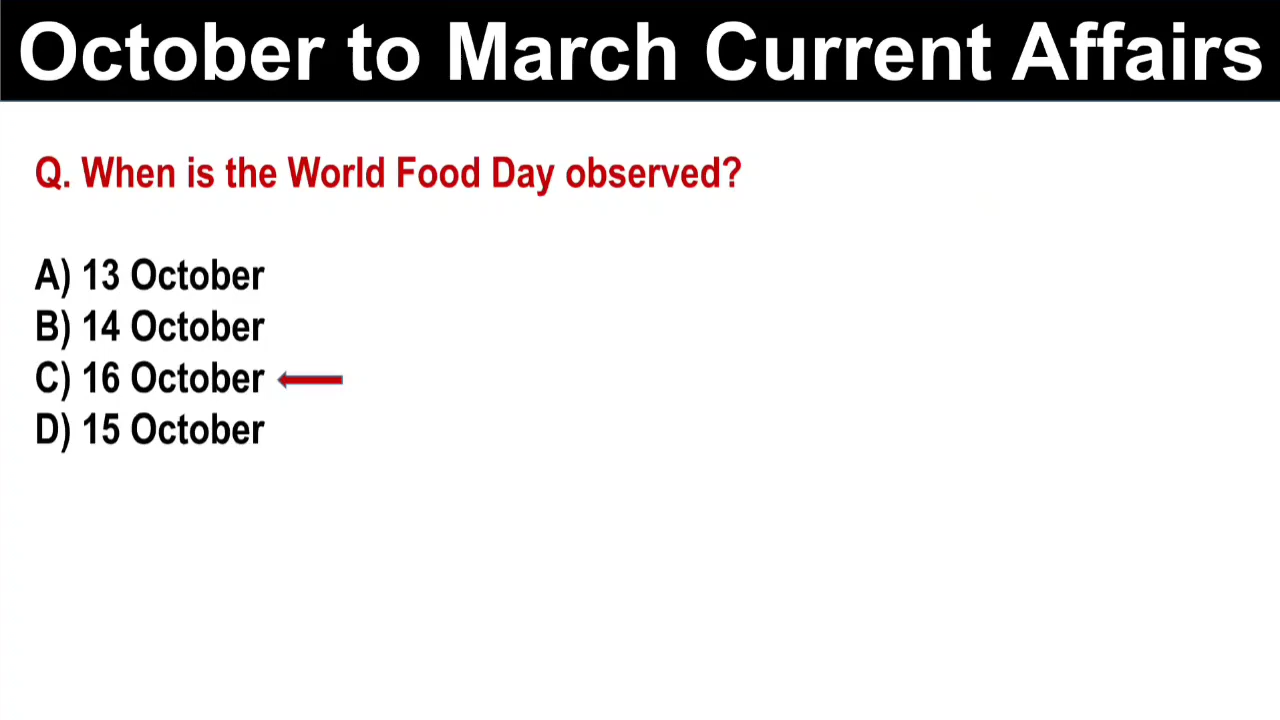 October to March Current Affairs
Q. When is the World Food Day observed?
A) 13 October
B) 14 October
C) 16 October
D) 15 October